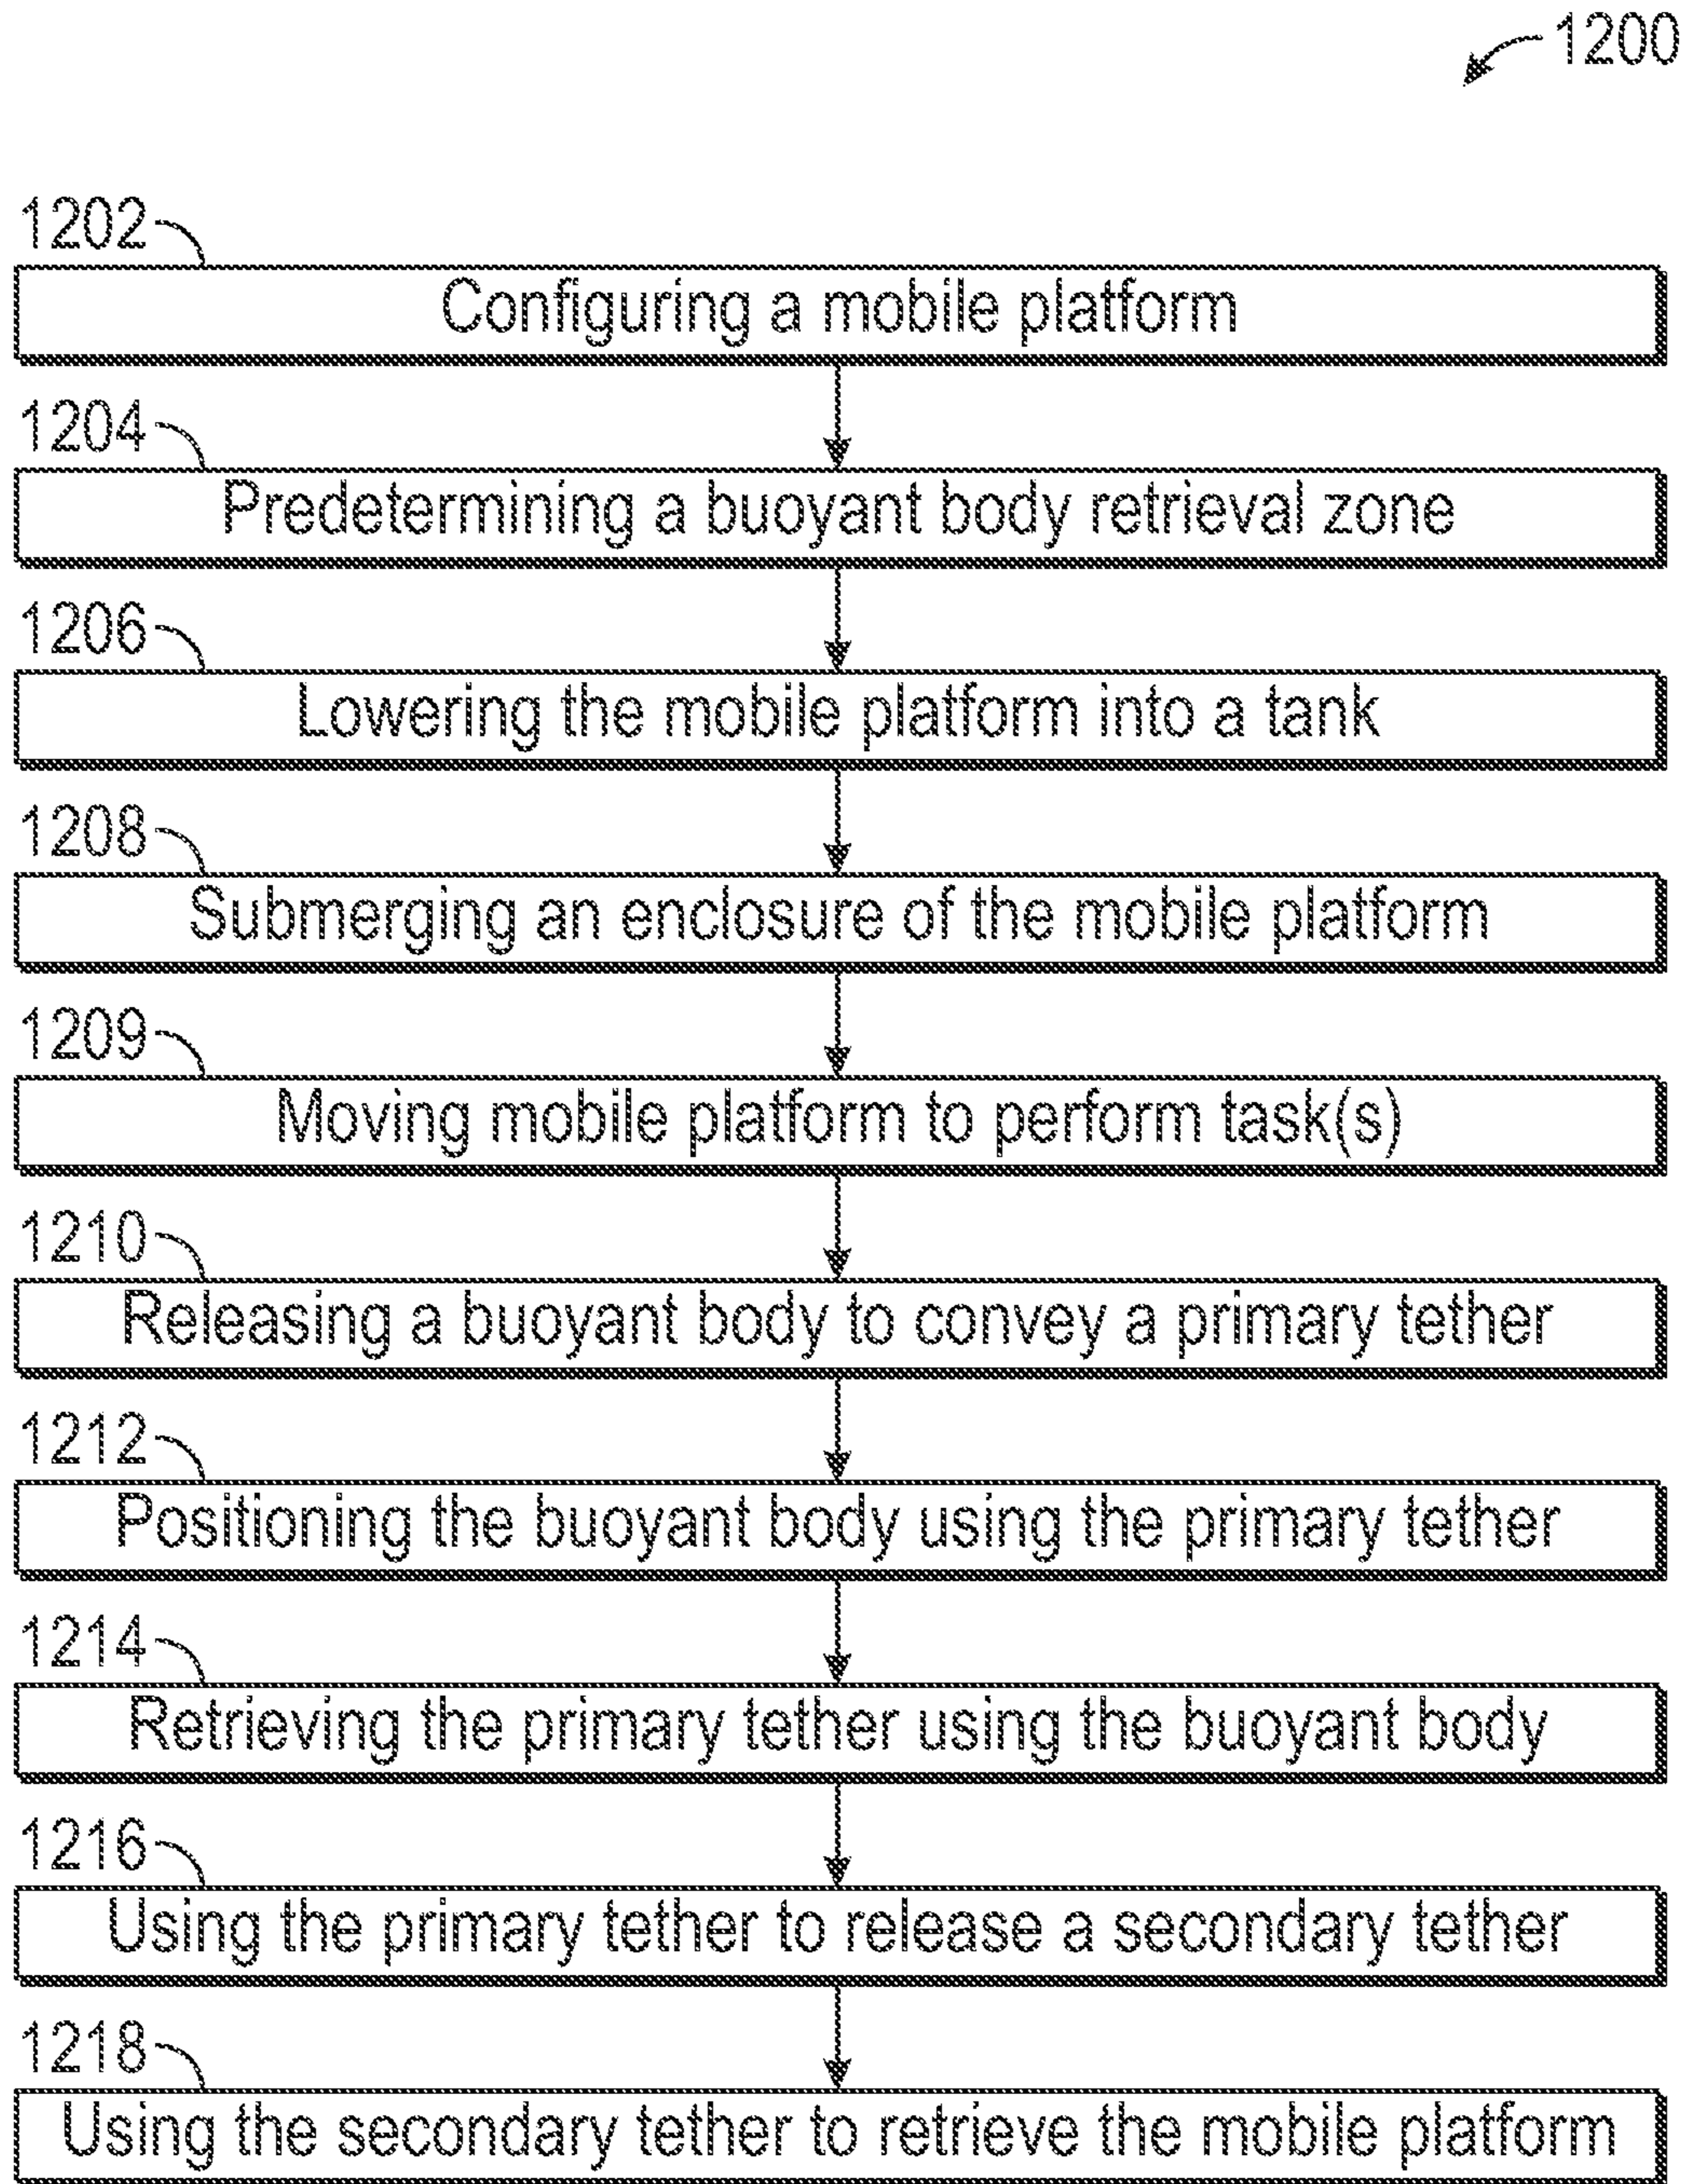 1200
1202
Configuring a mobile platform
1204
Predetermining a buoyant body retrieval zone
1206
Lowering the mobile platform into a tank
1208
Submerging an enclosure of the mobile platform
1209
Moving mobile platform to perform task(s)
1210
Releasing a buoyant body to convey a primary tether
1212
Positioning the buoyant body using the primary tether
1214
Retrieving the primary tether using the buoyant body
1216
Using the primary tether to release a secondary tether
1218
Using the secondary tether to retrieve the mobile platform